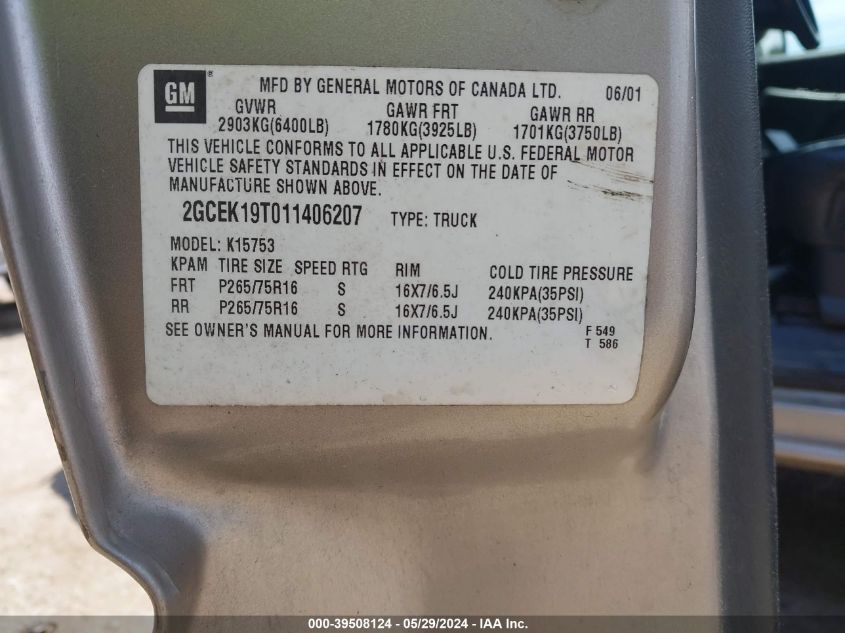 GM ®
MFD BY GENERAL MOTORS OF CANADA LTD. 06/01
GVWR GAWR FRT GAWR RR
2903KG(6400LB) 1780KG(3925LB) 1701KG(3750LB)
THIS VEHICLE CONFORMS TO ALL APPLICABLE U.S. FEDERAL MOTOR
VEHICLE SAFETY STANDARDS IN EFFECT ON THE DATE OF
MANUFACTURE SHOWN ABOVE.
2GCEK19T011406207 TYPE: TRUCK
MODEL: K15753
KPAM TIRE SIZE SPEED RTG RIM COLD TIRE PRESSURE
FRT P265/75R16 S 16X7/6.5J 240KPA(35PSI)
RR P265/75R16 S 16X7/6.5J 240KPA(35PSI)
SEE OWNER'S MANUAL FOR MORE INFORMATION.
F 549
T 586
000-39508124 - 05/29/2024 - IAA Inc.